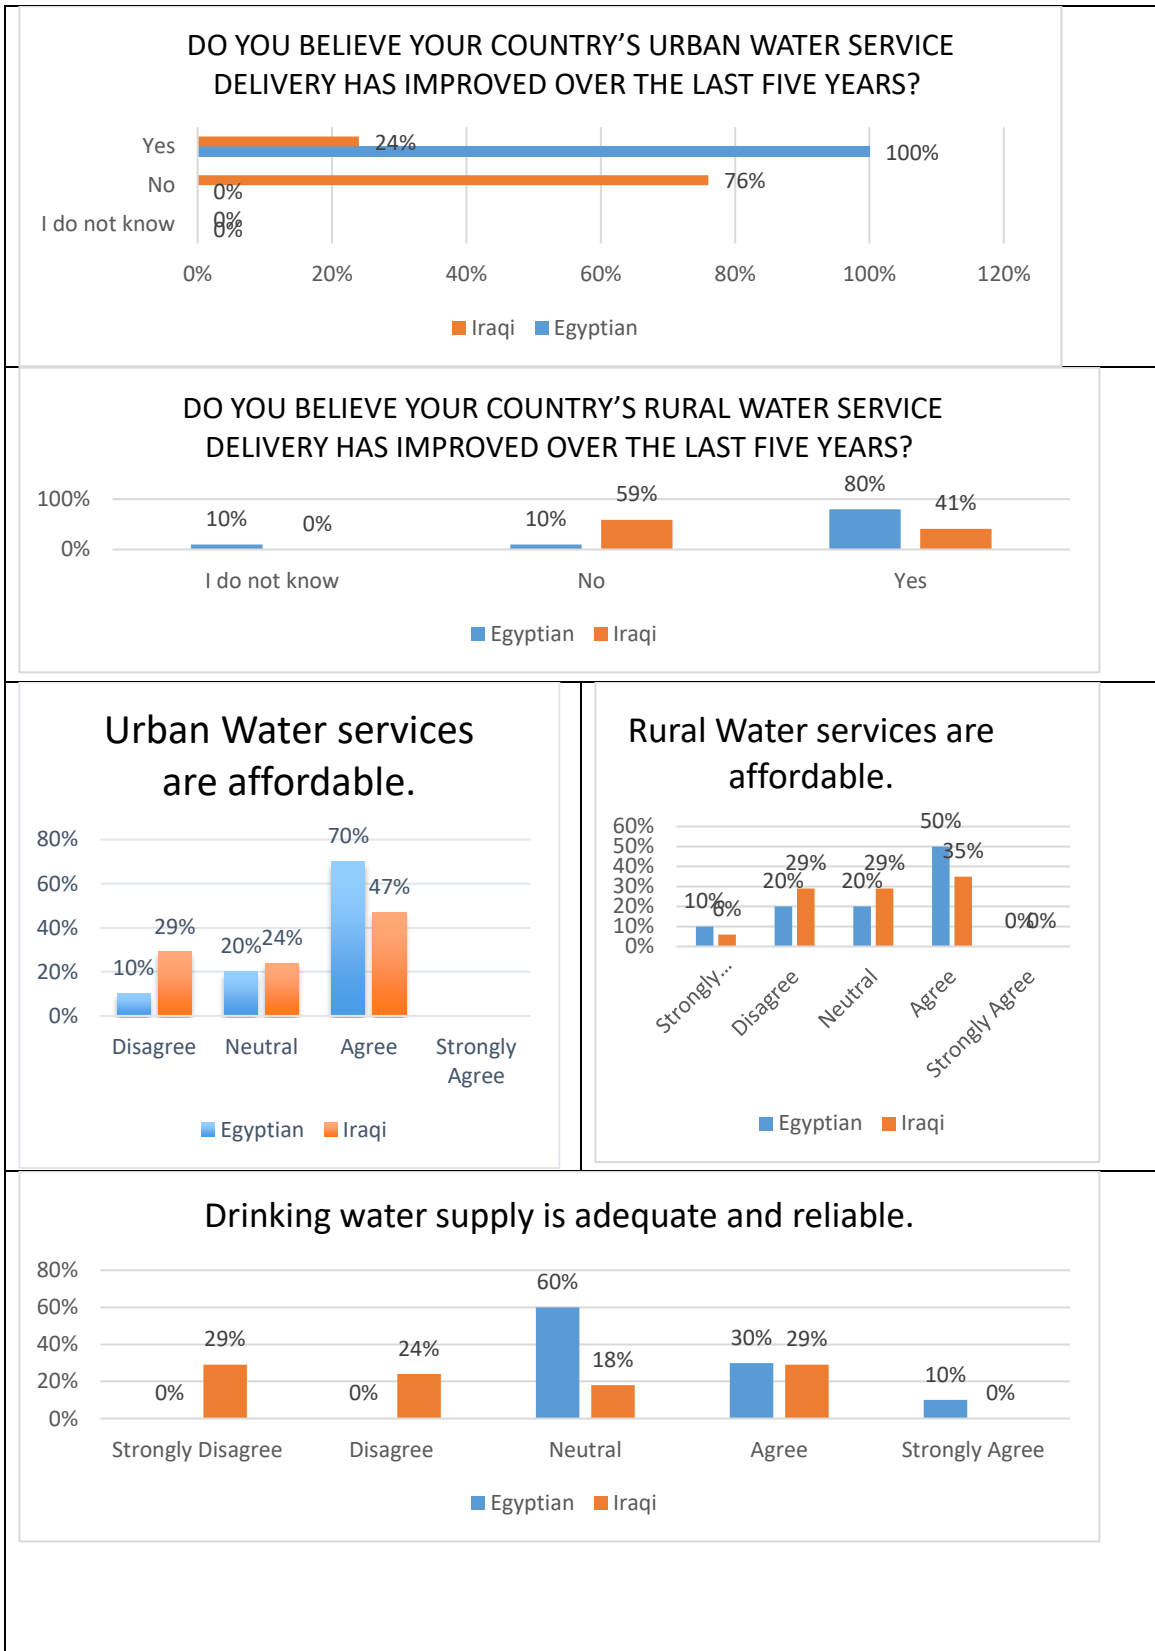 DO YOU BELIEVE YOUR COUNTRY'S URBAN WATER SERVICE
DELIVERY HAS IMPROVED OVER THE LAST FIVE YEARS?
Yes
24%
100%
No
76%
0%
I do not know
0%
0%
0% 20% 40% 60% 80% 100% 120%
Iraqi Egyptian
DO YOU BELIEVE YOUR COUNTRY'S RURAL WATER SERVICE
DELIVERY HAS IMPROVED OVER THE LAST FIVE YEARS?
100%
0%
10% 0% 10% 59% 80% 41%
I do not know No Yes
Egyptian Iraqi
Urban Water services
are affordable.
80%
60%
40%
20%
0%
10% 29% 20% 24% 70% 47%
Disagree Neutral Agree Strongly
Agree
Egyptian Iraqi
Rural Water services are
affordable.
60%
50%
40%
30%
20%
10%
0%
10% 6% 20% 29% 20% 29% 50% 35% 0% 0%
Strongly... Disagree Neutral Agree Strongly Agree
Egyptian Iraqi
Drinking water supply is adequate and reliable.
80%
60%
40%
20%
0%
0% 29% 0% 24% 60% 18% 30% 29% 10% 0%
Strongly Disagree Disagree Neutral Agree Strongly Agree
Egyptian Iraqi